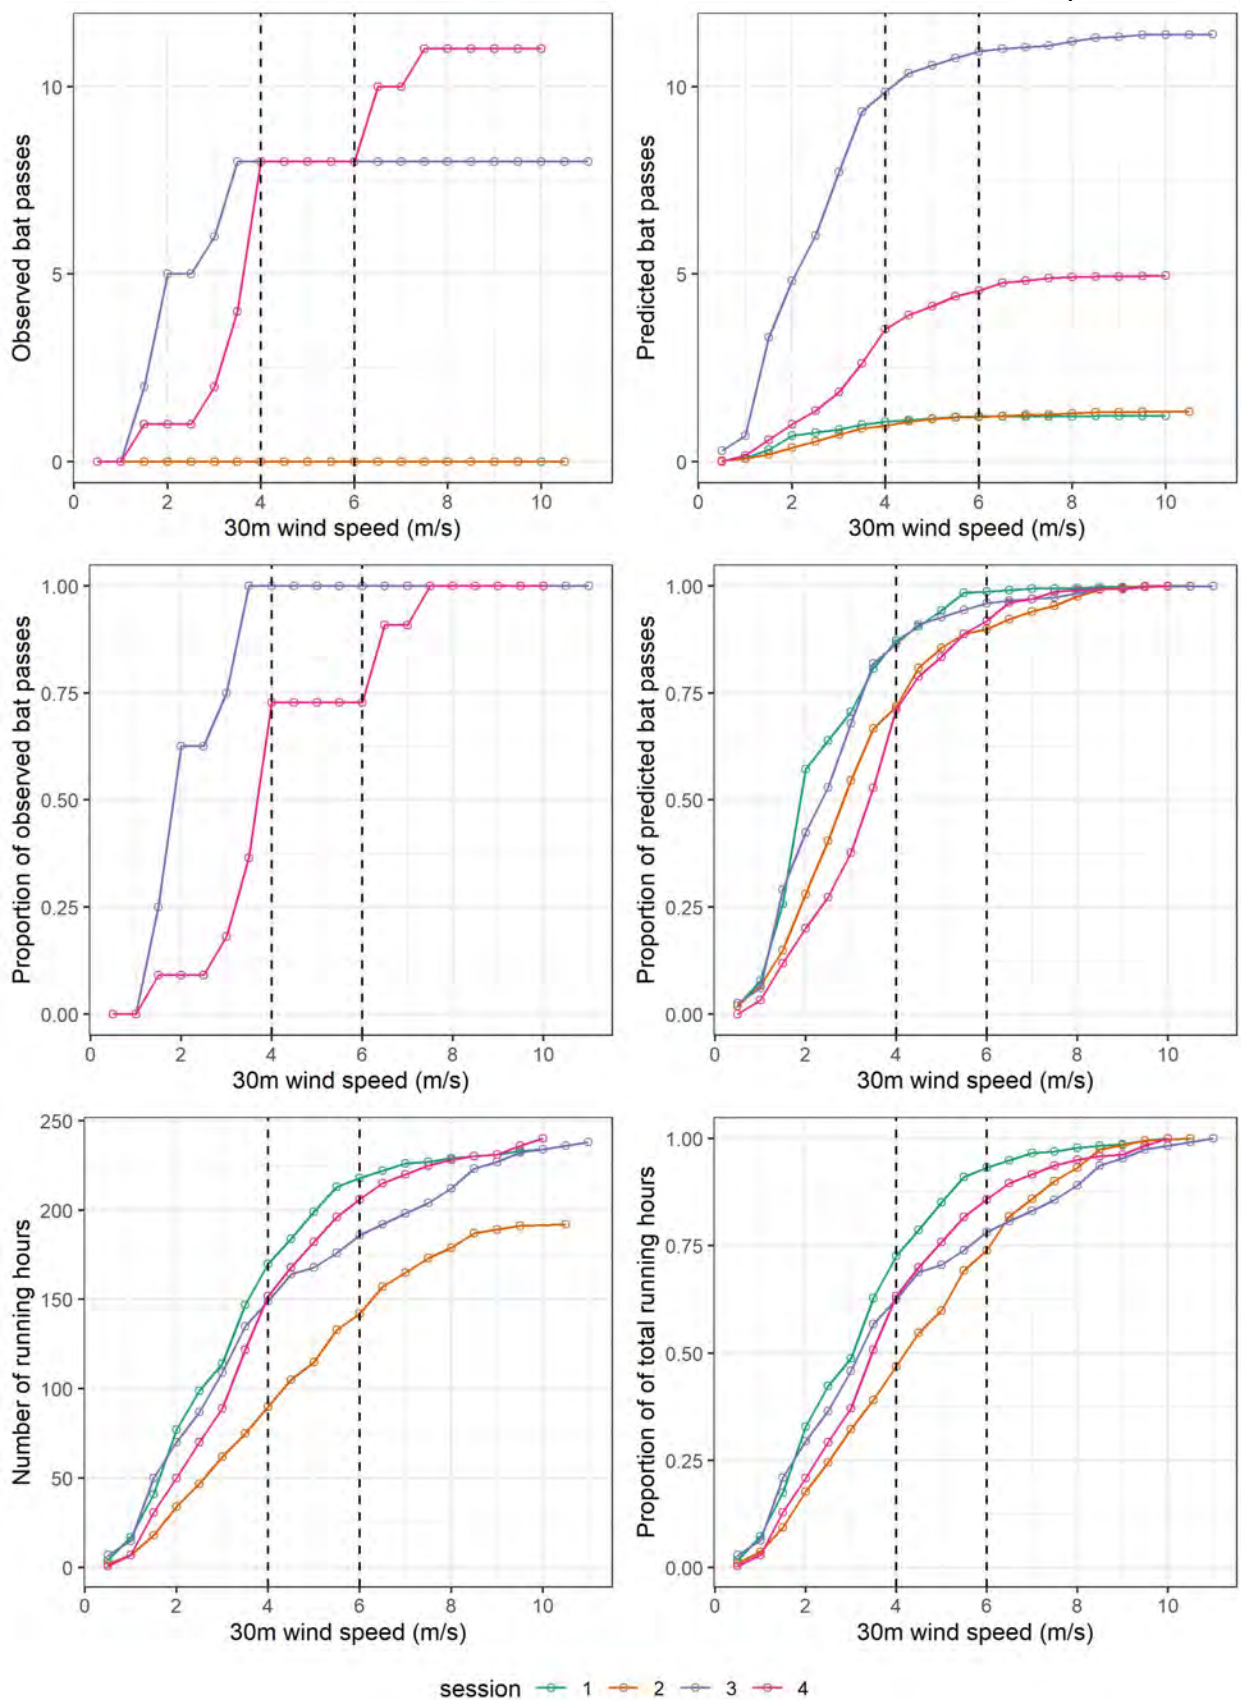 10
5
0
Observed bat passes
0 2 4 6 8 10
30m wind speed (m/s)
10
5
0
Predicted bat passes
0 2 4 6 8 10
30m wind speed (m/s)
1.00
0.75
0.50
0.25
0.00
Proportion of observed bat passes
0 2 4 6 8 10
30m wind speed (m/s)
1.00
0.75
0.50
0.25
0.00
Proportion of predicted bat passes
0 2 4 6 8 10
30m wind speed (m/s)
250
200
150
100
50
0
Number of running hours
0 2 4 6 8 10
30m wind speed (m/s)
1.00
0.75
0.50
0.25
0.00
Proportion of of total running hours
0 2 4 6 8 10
30m wind speed (m/s)
session 1 2 3 4